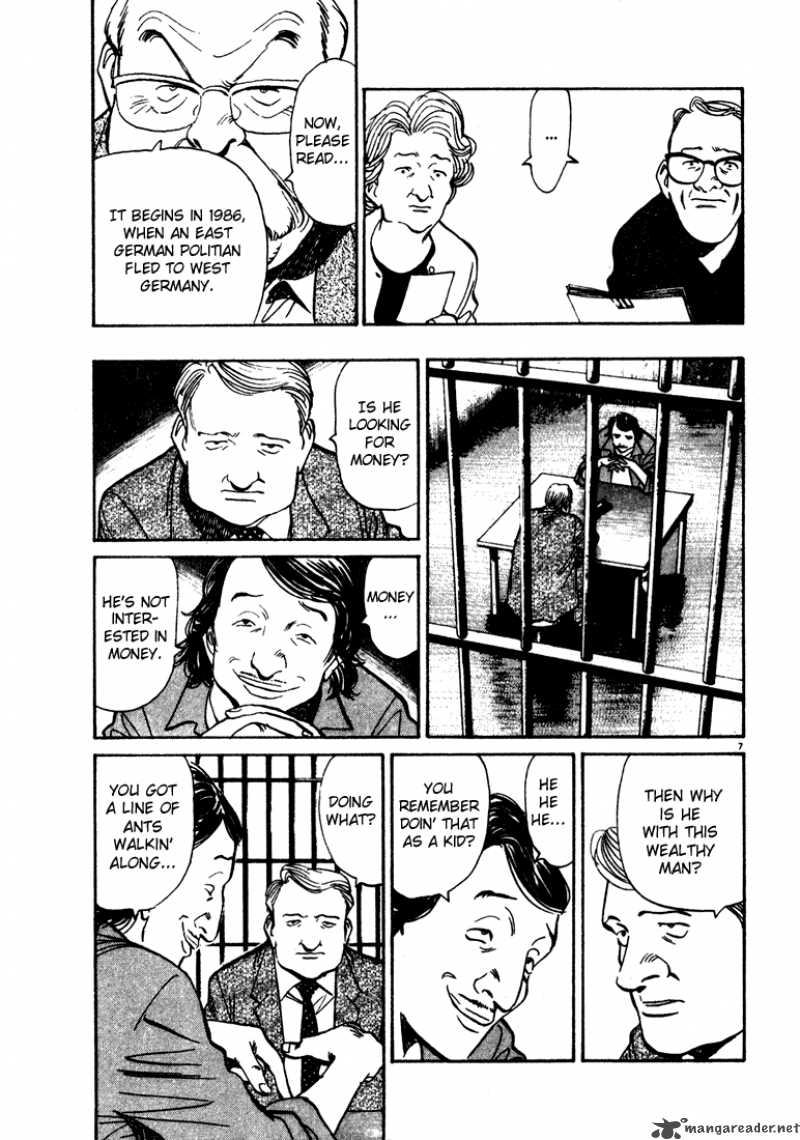 ...
NOW,
PLEASE
READ...
IT BEGINS IN 1986,
WHEN AN EAST
GERMAN POLITIAN
FLED TO WEST
GERMANY.
IS HE
LOOKING
FOR
MONEY?
MONEY
...
HE'S NOT
INTER-
ESTED IN
MONEY.
7
THEN WHY
IS HE
WITH THIS
WEALTHY
MAN?
HE
HE
HE...
YOU
REMEMBER
DOIN' THAT
AS A KID?
DOING
WHAT?
YOU GOT
A LINE OF
ANTS
WALKIN'
ALONG...
mangareader.net